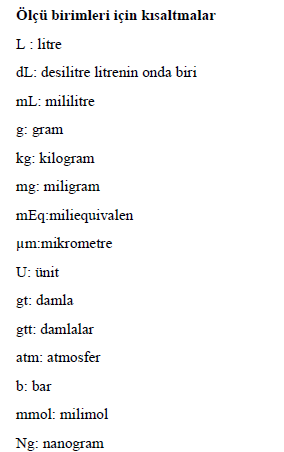 Ölçü birimleri için kısaltmalar
L : litre
dL: desilitre litrenin onda biri
mL: mililitre
g: gram
kg: kilogram
mg: miligram
mEq:miliequivalen
µm:mikrometre
U: ünit
gt: damla
gtt: damlalar
atm: atmosfer
b: bar
mmol: milimol
Ng: nanogram